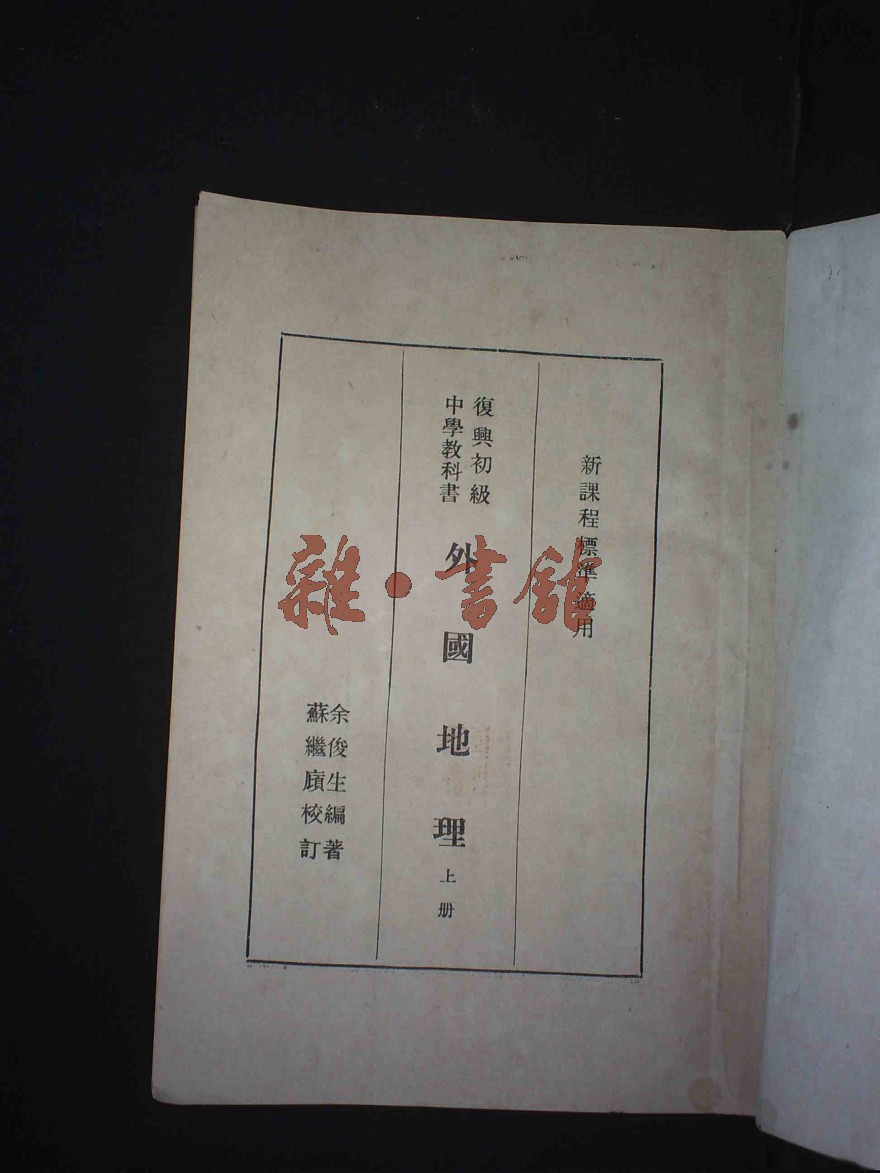 新課程標準適用
復興初級
中學教科書
外國地理上册
余俊生編著
蘇繼廎校訂
雜·書館